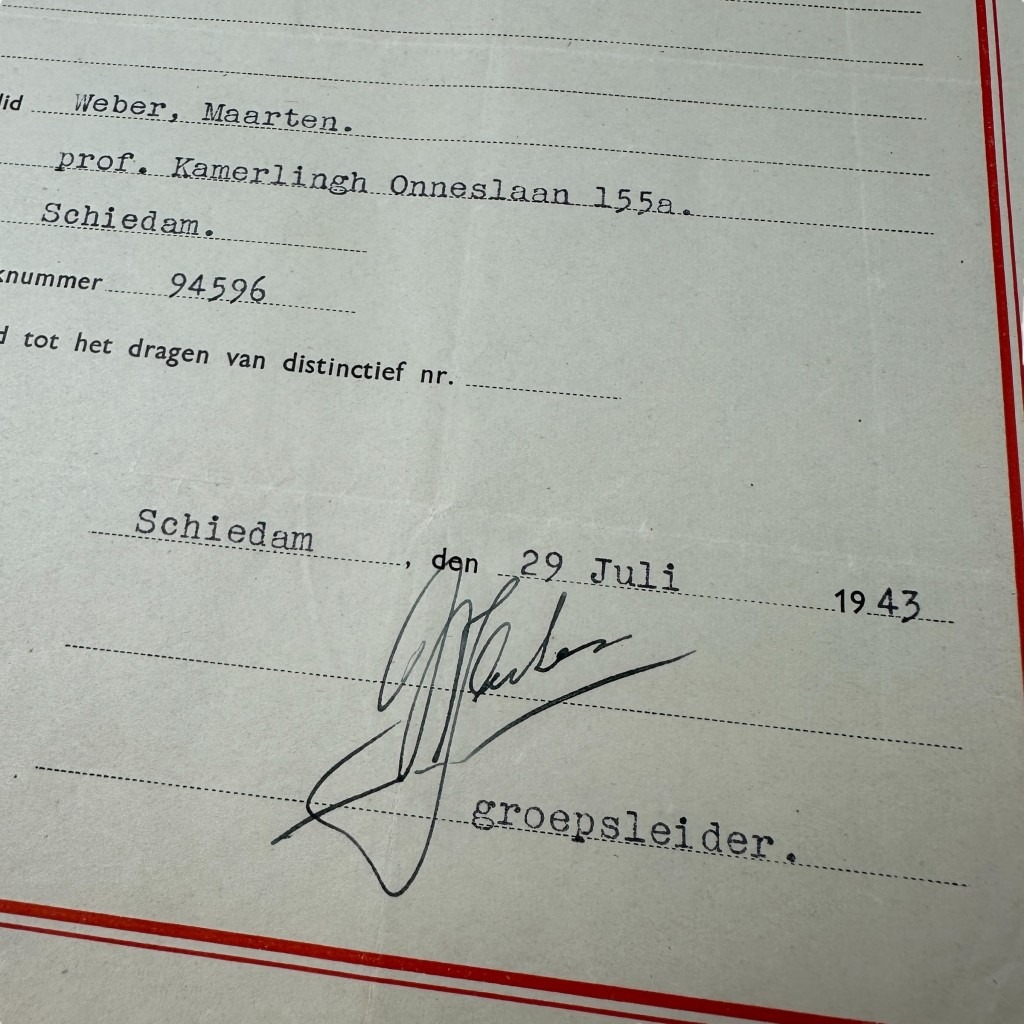 lid Weber, Maarten.
prof. Kamerlingh Onneslaan 155a.
Schiedam.
knummer 94596
d tot het dragen van distinctief nr.
Schiedam , den 29 Juli 1943
groepsleider.